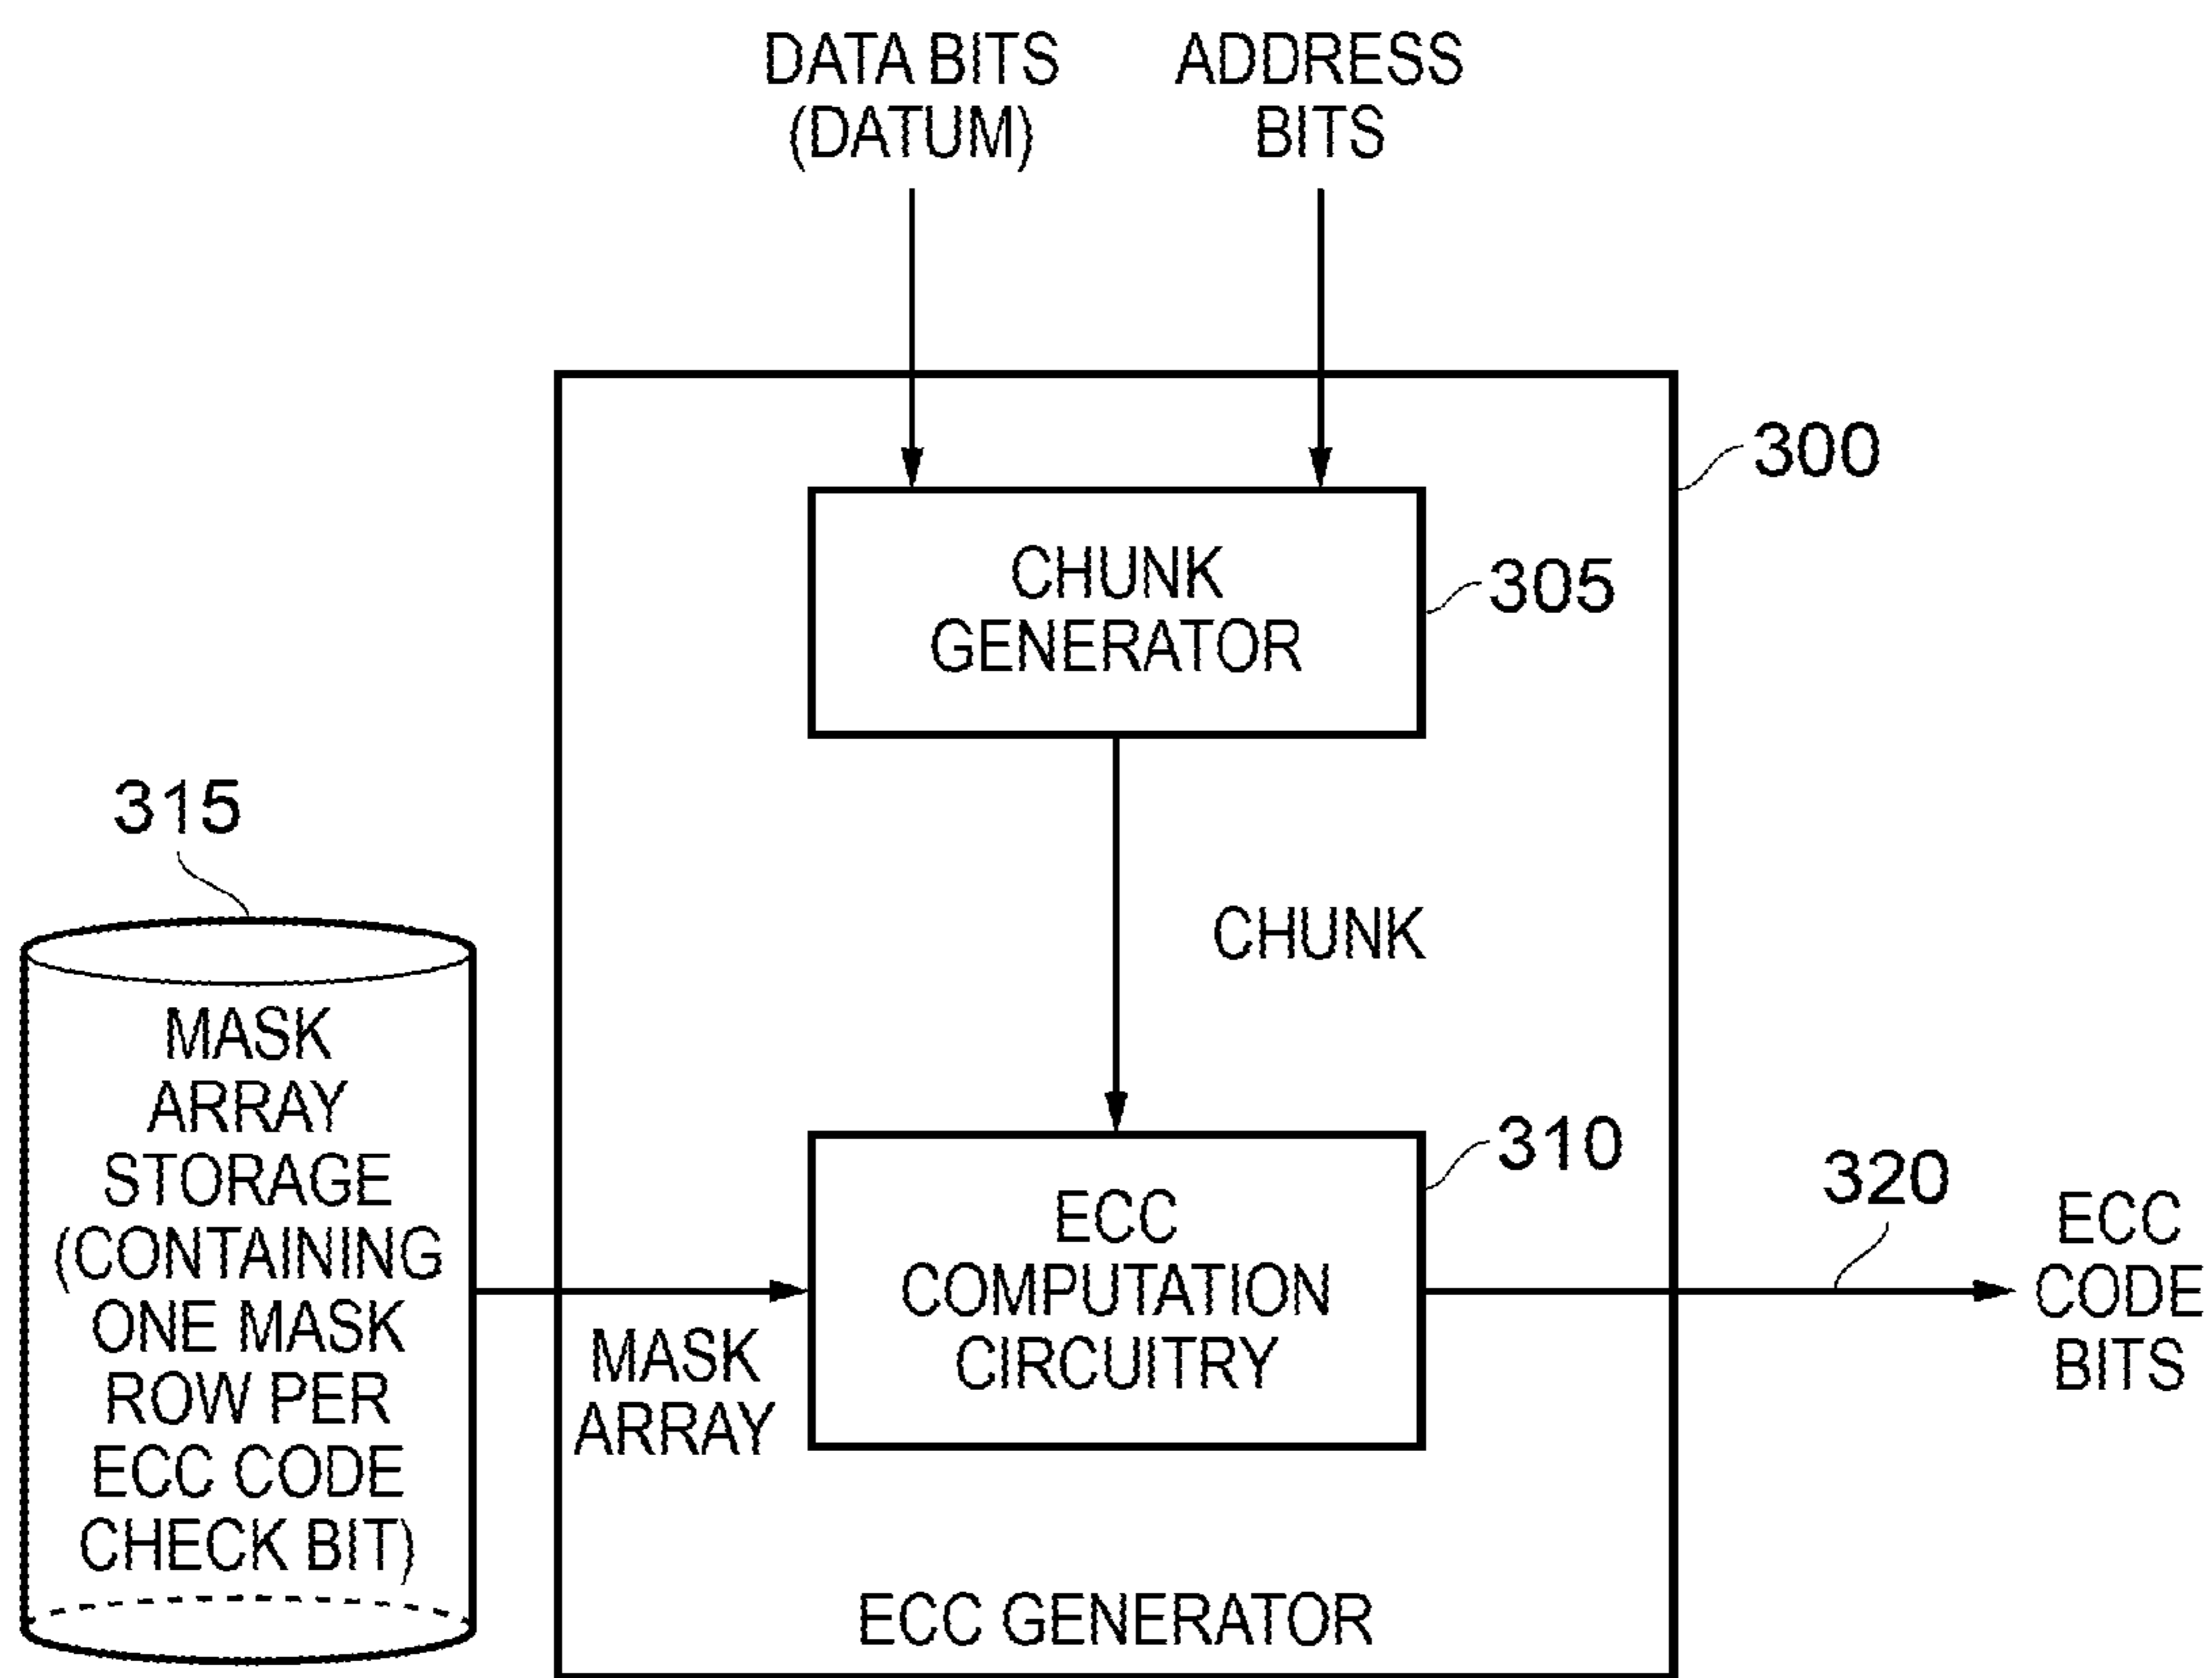 DATA BITS
(DATUM)
ADDRESS
BITS
300
CHUNK
GENERATOR
305
CHUNK
315
MASK
ARRAY
STORAGE
(CONTAINING
ONE MASK
ROW PER
ECC CODE
CHECK BIT)
MASK
ARRAY
ECC
COMPUTATION
CIRCUITRY
310
320
ECC
CODE
BITS
ECC GENERATOR